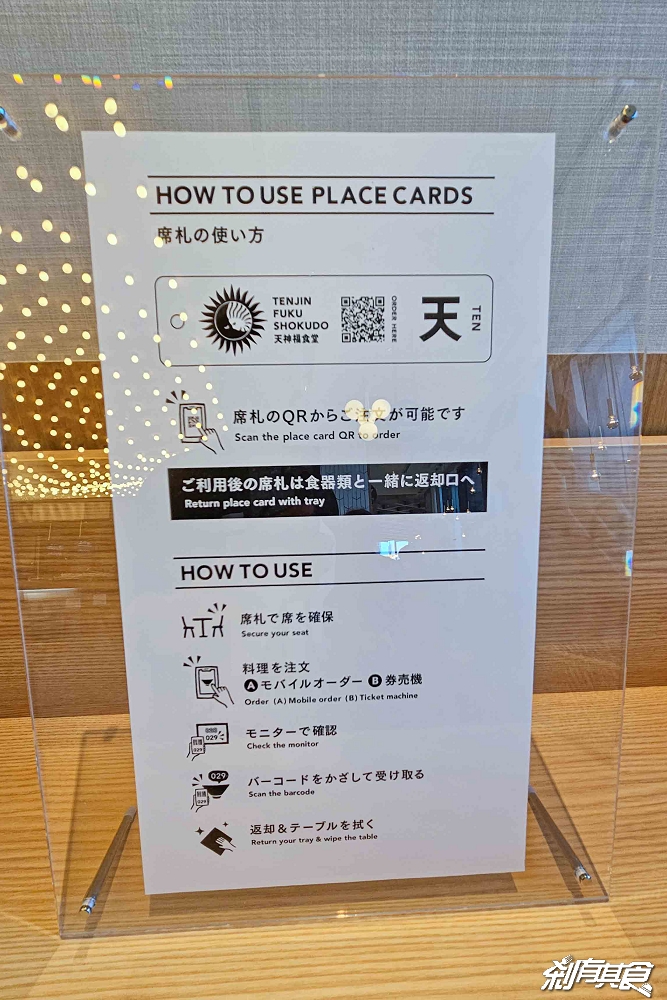 HOW TO USE PLACE CARDS
席札の使い方
TENJIN
FUKU
SHOKUDO
天神福食堂
ORDER HERE
天
TEN
席札のQRからご注文が可能です
Scan the place card QR to order
ご利用後の席札は食器類と一緒に返却口へ
Return place card with tray
HOW TO USE
席札で席を確保
Secure your seat
料理を注文
Ⓐモバイルオーダー Ⓑ券売機
Order (A) Mobile order (B) Ticket machine
029
モニターで確認
Check the monitor
029
029
バーコードをかざして受け取る
Scan the barcode
029
返却&テーブルを拭く
Return your tray & wipe the table
剎有其食